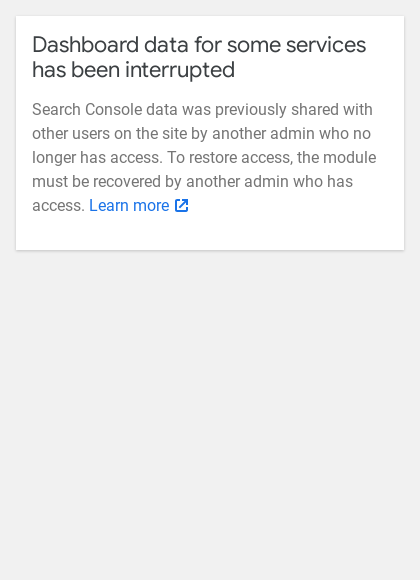 Dashboard data for some services
has been interrupted
Search Console data was previously shared with
other users on the site by another admin who no
longer has access. To restore access, the module
must be recovered by another admin who has
access. Learn more